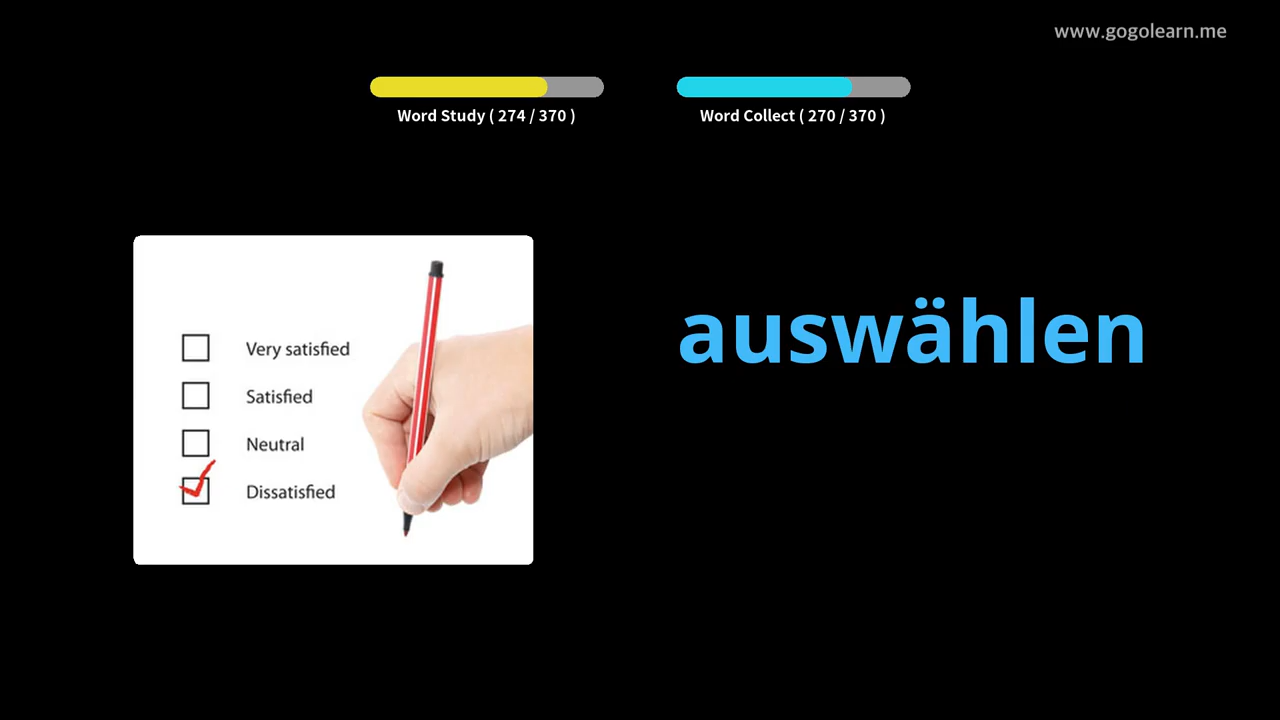 www.gogolearn.me
Word Study ( 274 / 370 )
Word Collect ( 270 / 370 )
Very satisfied
Satisfied
Neutral
Dissatisfied
auswählen